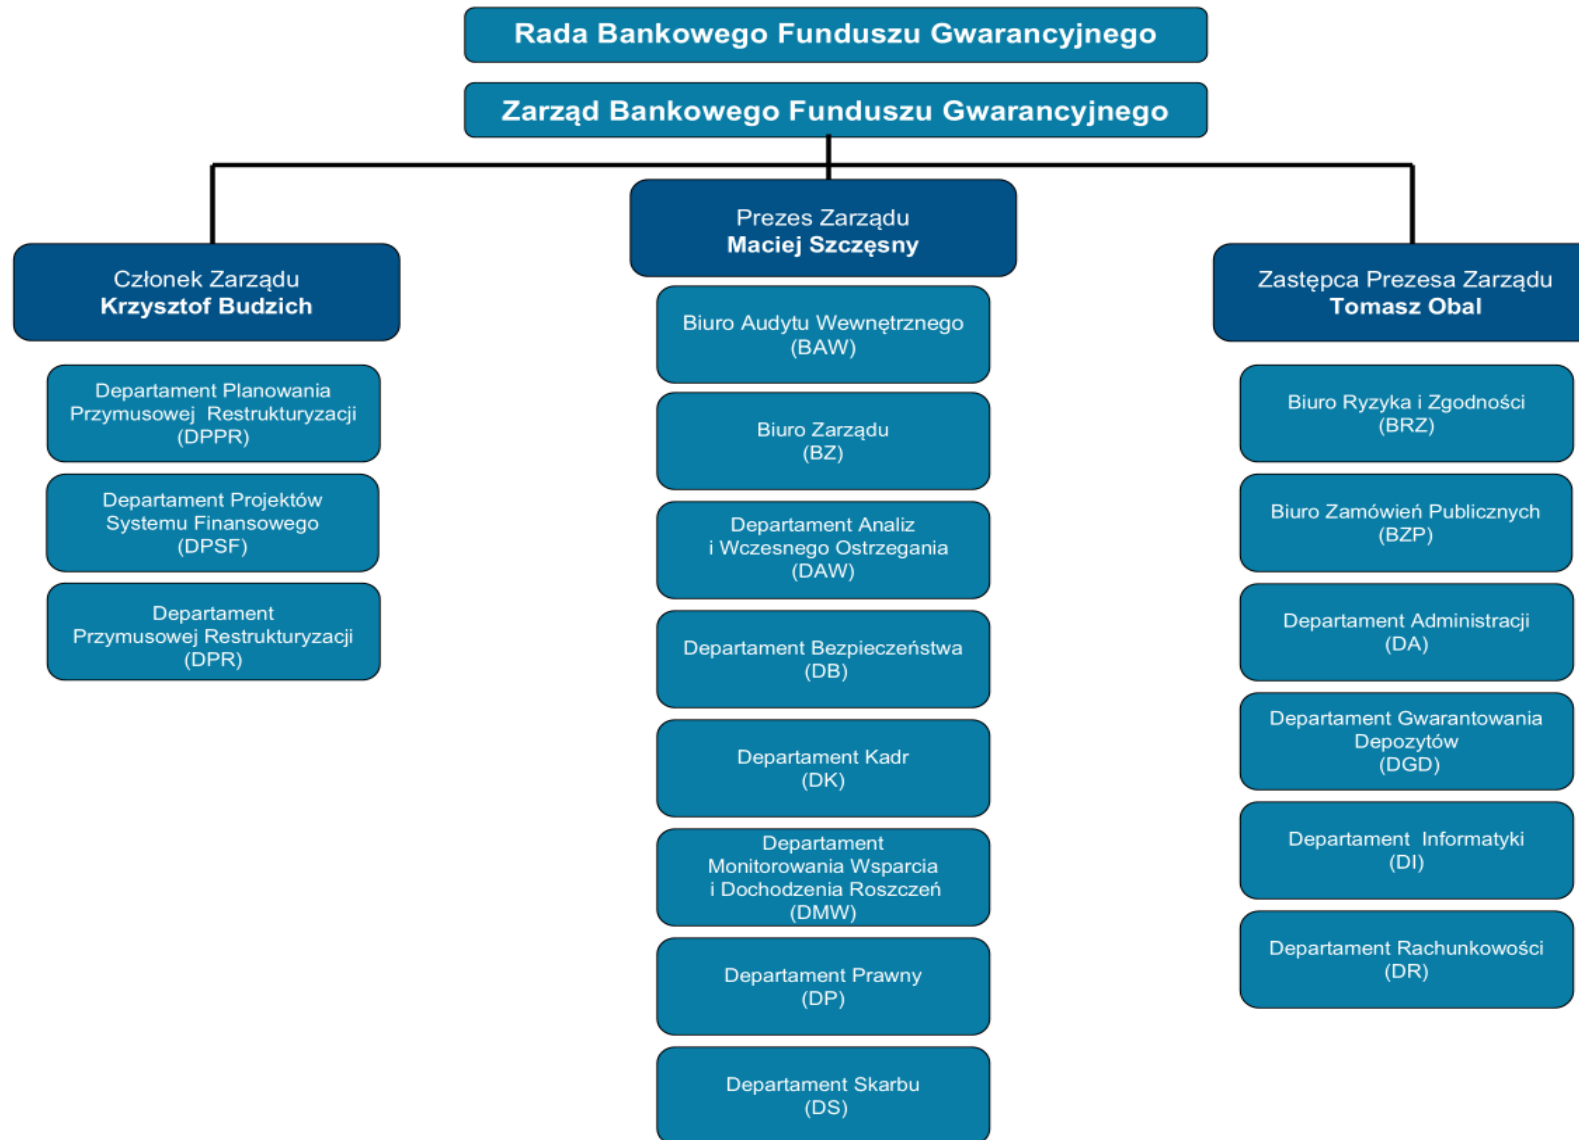 Rada Bankowego Funduszu Gwarancyjnego
Zarząd Bankowego Funduszu Gwarancyjnego
Członek Zarządu
Krzysztof Budzich
Departament Planowania
Przymusowej Restrukturyzacji
(DPPR)
Departament Projektów
Systemu Finansowego
(DPSF)
Departament
Przymusowej Restrukturyzacji
(DPR)
Prezes Zarządu
Maciej Szczęsny
Biuro Audytu Wewnętrznego
(BAW)
Biuro Zarządu
(BZ)
Departament Analiz
i Wczesnego Ostrzegania
(DAW)
Departament Bezpieczeństwa
(DB)
Departament Kadr
(DK)
Departament
Monitorowania Wsparcia
i Dochodzenia Roszczeń
(DMW)
Departament Prawny
(DP)
Departament Skarbu
(DS)
Zastępca Prezesa Zarządu
Tomasz Obal
Biuro Ryzyka i Zgodności
(BRZ)
Biuro Zamówień Publicznych
(BZP)
Departament Administracji
(DA)
Departament Gwarantowania
Depozytów
(DGD)
Departament Informatyki
(DI)
Departament Rachunkowości
(DR)